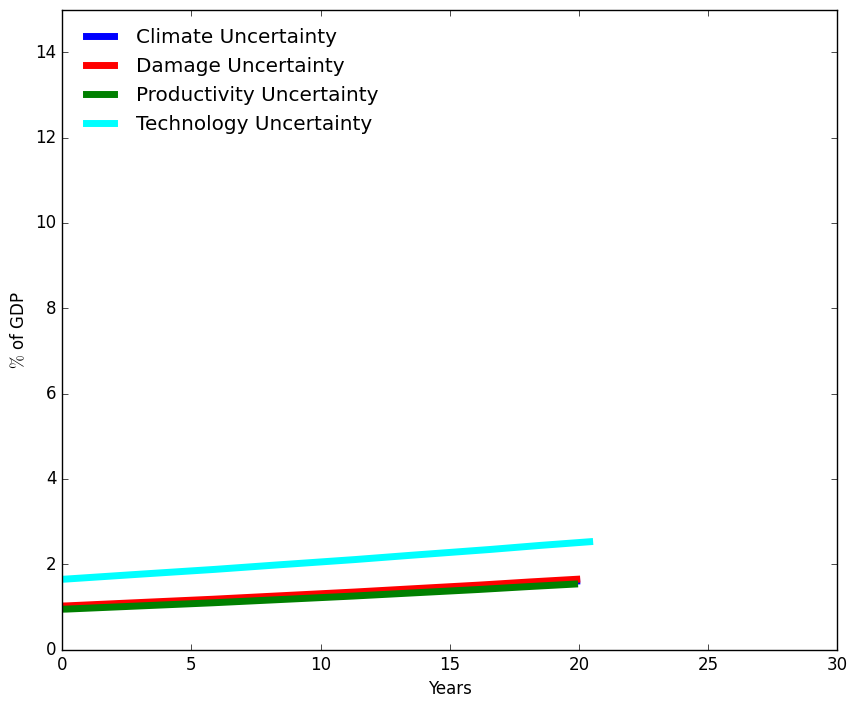 Climate Uncertainty
Damage Uncertainty
Productivity Uncertainty
Technology Uncertainty
14
12
10
8
6
4
2
0
% of GDP
0 5 10 15 20 25 30
Years